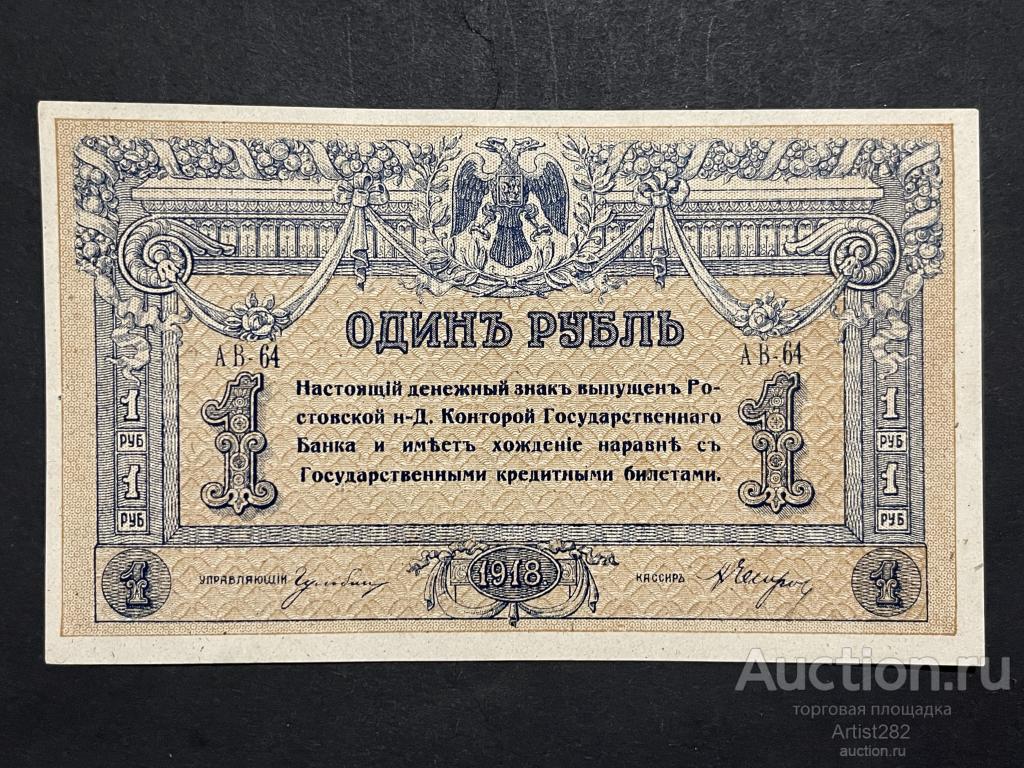 ОДИНЪ РУБЛЬ
АВ-64 АВ-64
1 1
Настоящій денежный знакъ выпущенъ Ро-
стовской н-Д. Конторой Государственнаго
Банка и имѣетъ хожденіе наравнѣ съ
Государственными кредитными билетами.
1 1
РУБ РУБ
1 1
РУБ РУБ
1 УПРАВЛЯЮЩІЙ 1918 КАССИРЪ 1
Auction.ru
торговая площадка
Artist282
auction.ru